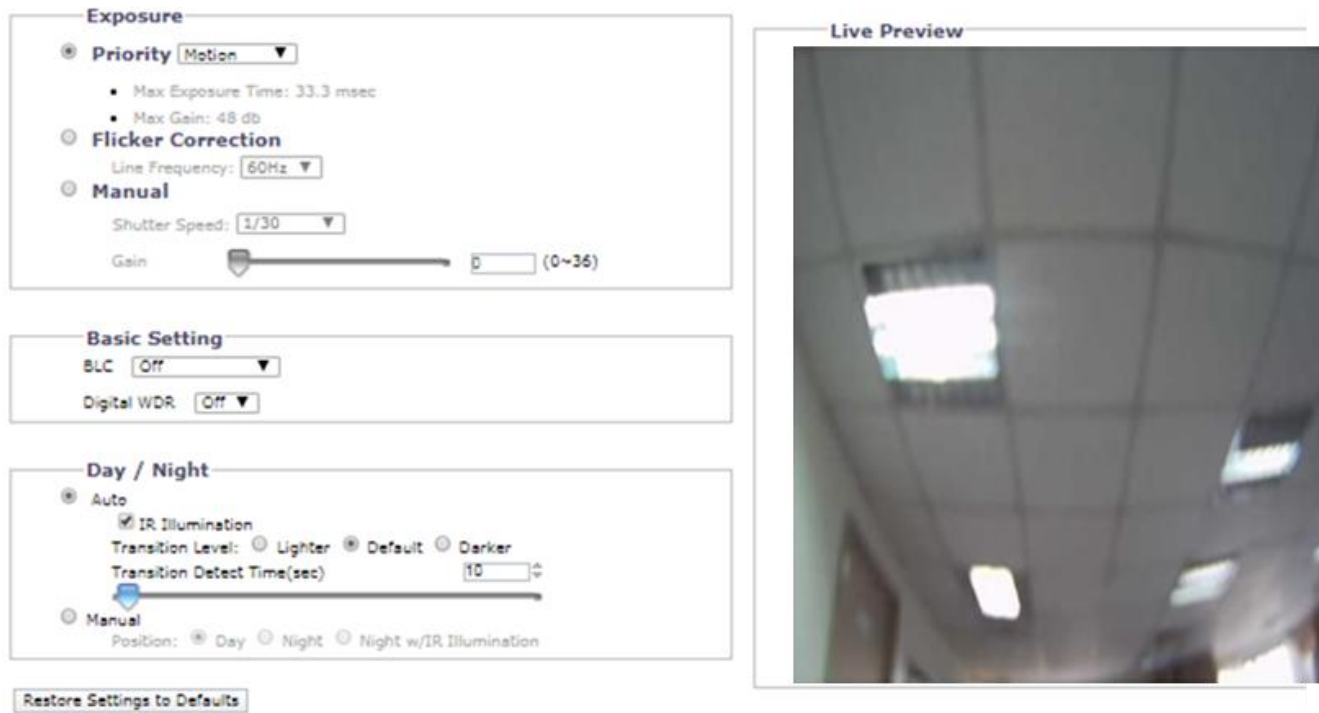 Exposure
Priority Motion
Max Exposure Time: 33.3 msec
Max Gain: 48 db
Flicker Correction
Line Frequency: 60Hz
Manual
Shutter Speed: 1/30
Gain 0 (0~36)
Basic Setting
BLC Off
Digital WDR Off
Day / Night
Auto
IR Illumination
Transition Level: Lighter Default Darker
Transition Detect Time(sec) 10
Manual
Position: Day Night Night w/IR Illumination
Restore Settings to Defaults
Live Preview